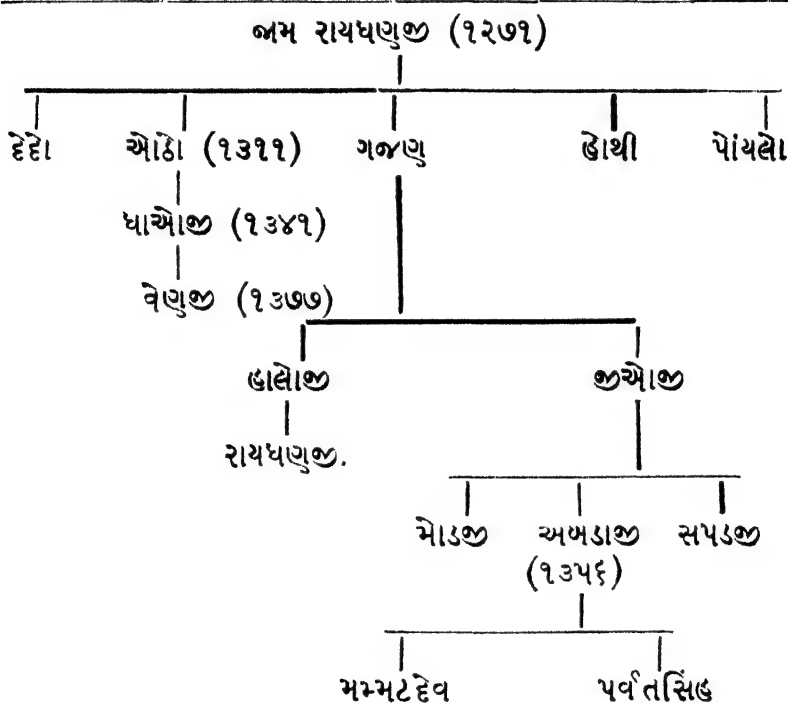 જામ રાયધણજી (૧૨૭૧)
દેદો ઓઠો (૧૩૧૧) ગજણ હોથી પોંયલો
ધાઓજી (૧૩૪૧)
વેણજી (૧૩૭૭)
હાલોજી જીઓજી
રાયધણજી.
મોડજી અબડાજી સપડજી
(૧૩૫૬)
મમ્મટદેવ પર્વતસિંહ